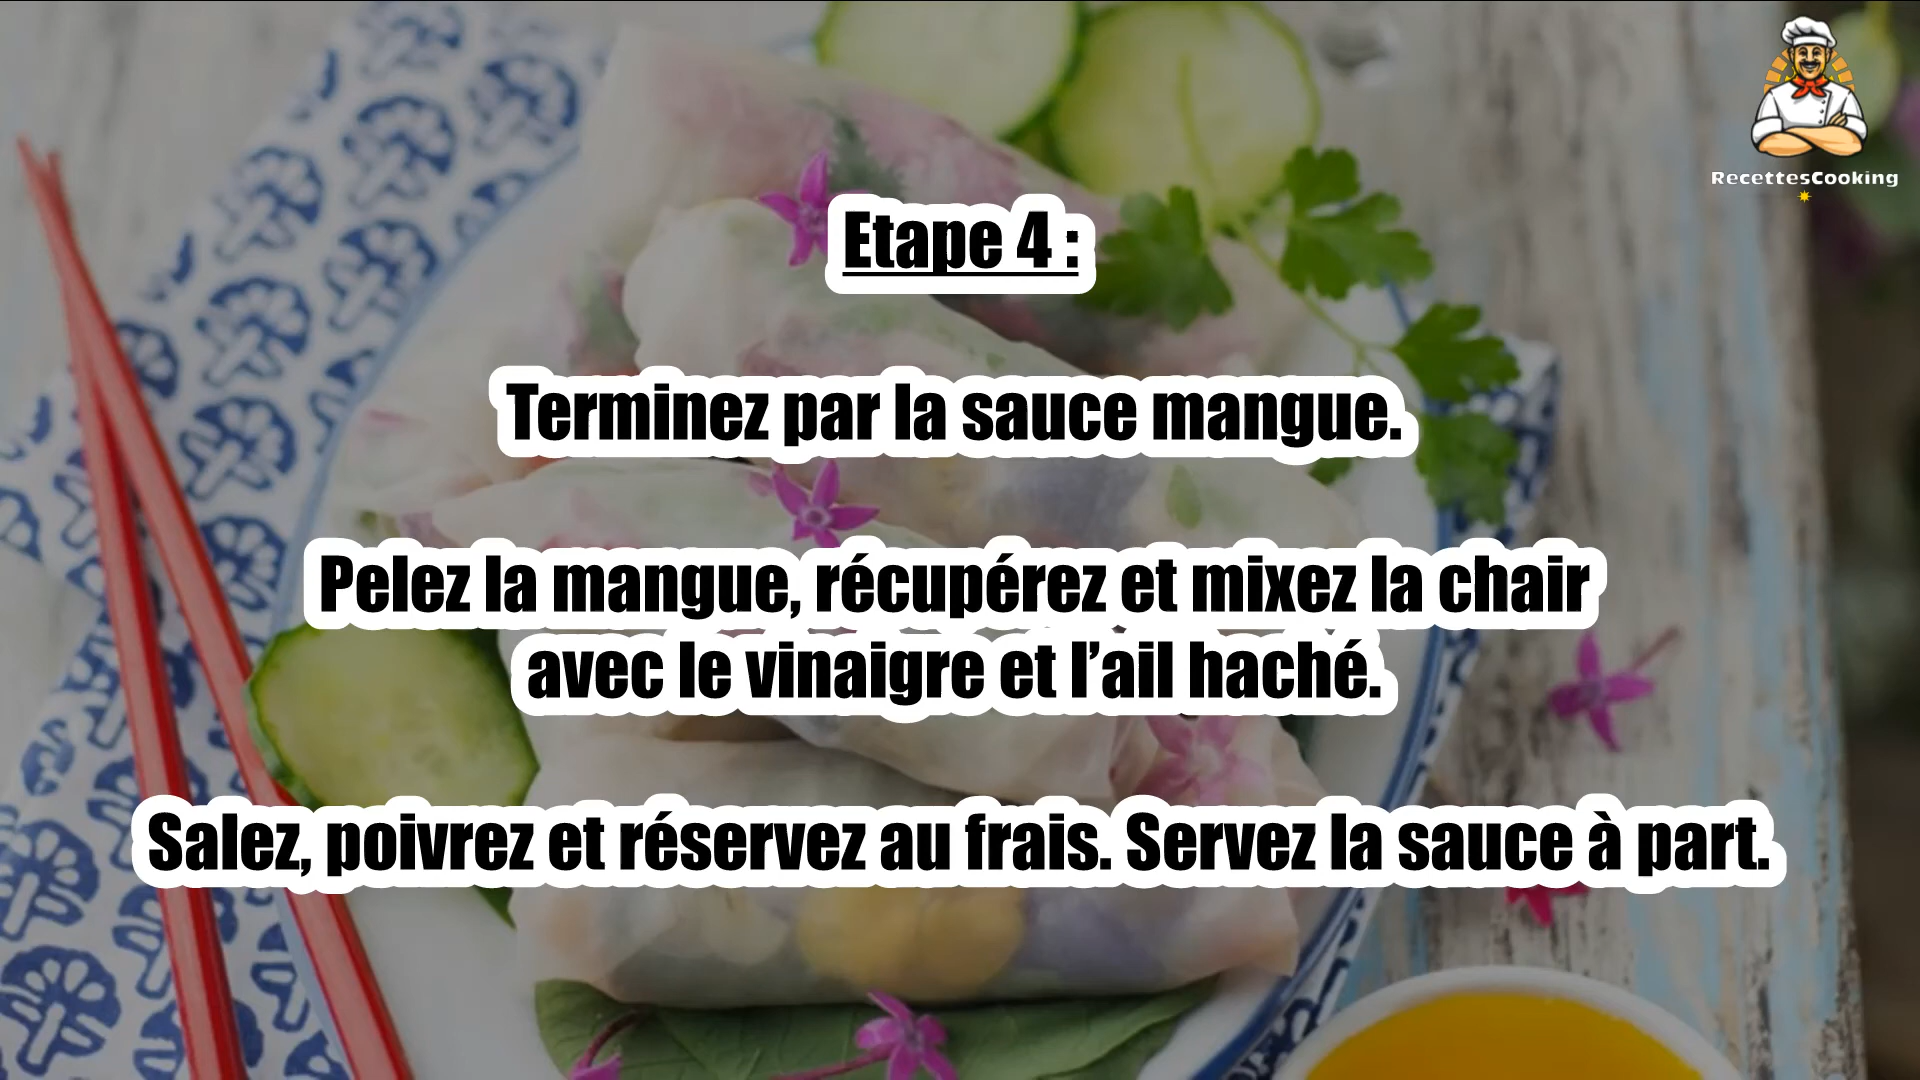 RecettesCooking
Etape 4 :
Terminez par la sauce mangue.
Pelez la mangue, récupérez et mixez la chair
avec le vinaigre et l’ail haché.
Salez, poivrez et réservez au frais. Servez la sauce à part.